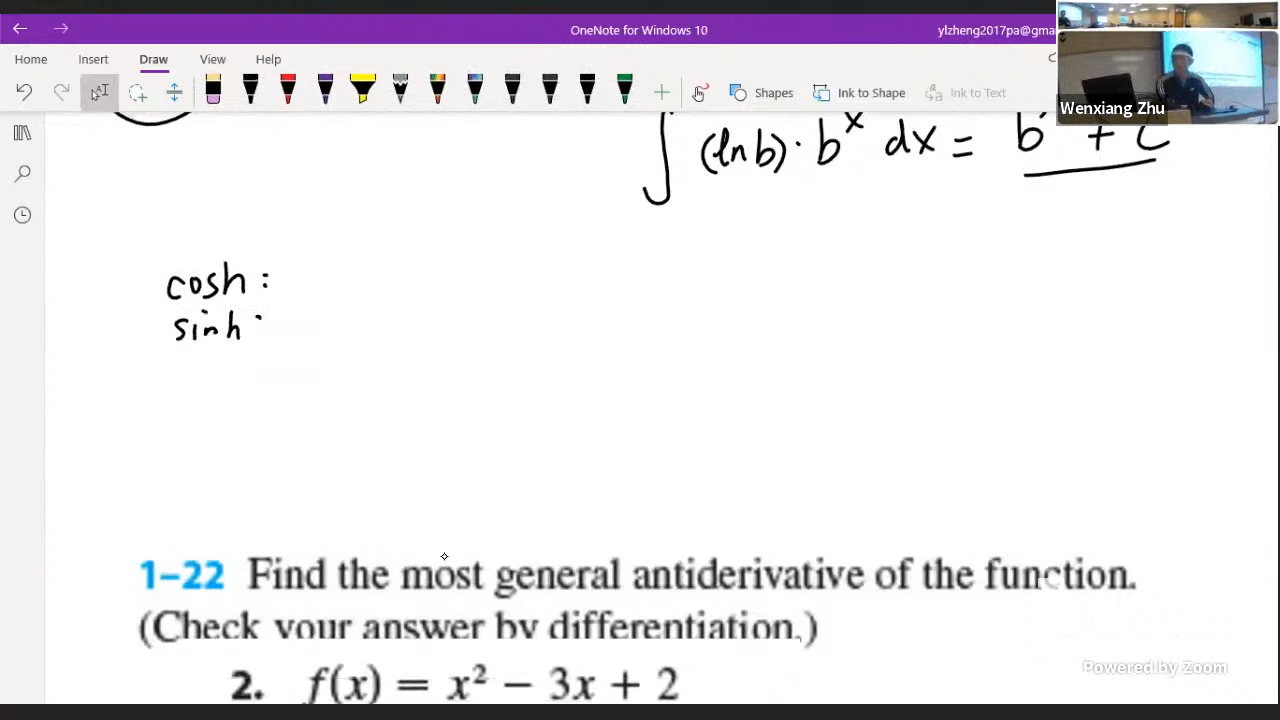 OneNote for Windows 10
ylzheng2017pa@gma
Home Insert Draw View Help
Shapes Ink to Shape Ink to Text
Wenxiang Zhu
∫ (ln b) · b^x dx = b + C
cosh :
sinh :
1–22 Find the most general antiderivative of the function.
(Check your answer by differentiation.)
2. f(x) = x² − 3x + 2
Powered by Zoom